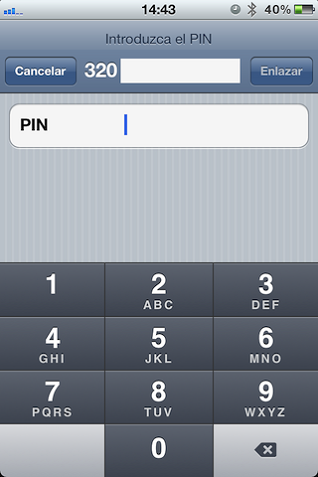 14:43
40%
Introduzca el PIN
Cancelar
320
Enlazar
PIN
1
2
3
ABC
DEF
4
5
6
GHI
JKL
MNO
7
8
9
PQRS
TUV
WXYZ
0